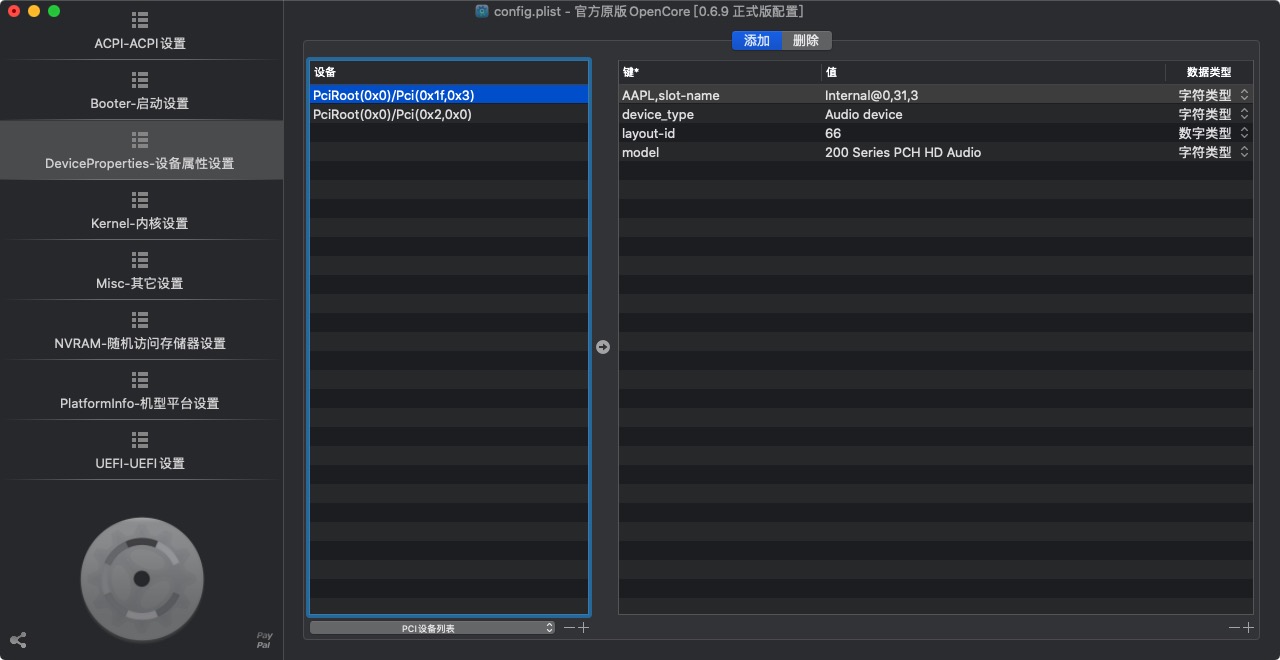 config.plist - 官方原版 OpenCore [0.6.9 正式版配置]
ACPI-ACPI 设置
Booter-启动设置
DeviceProperties-设备属性设置
Kernel-内核设置
Misc-其它设置
NVRAM-随机访问存储器设置
PlatformInfo-机型平台设置
UEFI-UEFI 设置
Pay
Pal
添加 删除
设备
PciRoot(0x0)/Pci(0x1f,0x3)
PciRoot(0x0)/Pci(0x2,0x0)
PCI设备列表
键* 值 数据类型
AAPL,slot-name Internal@0,31,3 字符类型
device_type Audio device 字符类型
layout-id 66 数字类型
model 200 Series PCH HD Audio 字符类型